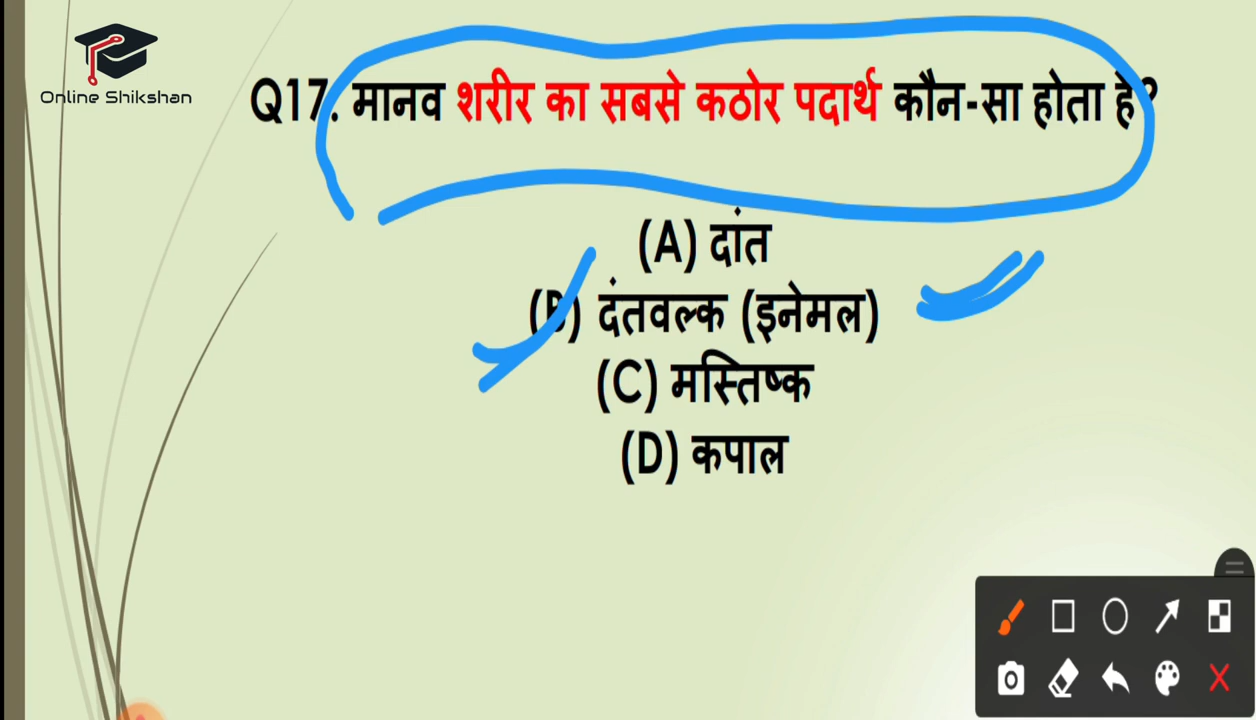 Online Shikshan
Q17. मानव शरीर का सबसे कठोर पदार्थ कौन-सा होता है?
(A) दांत
(B) दंतवल्क (इनेमल)
(C) मस्तिष्क
(D) कपाल